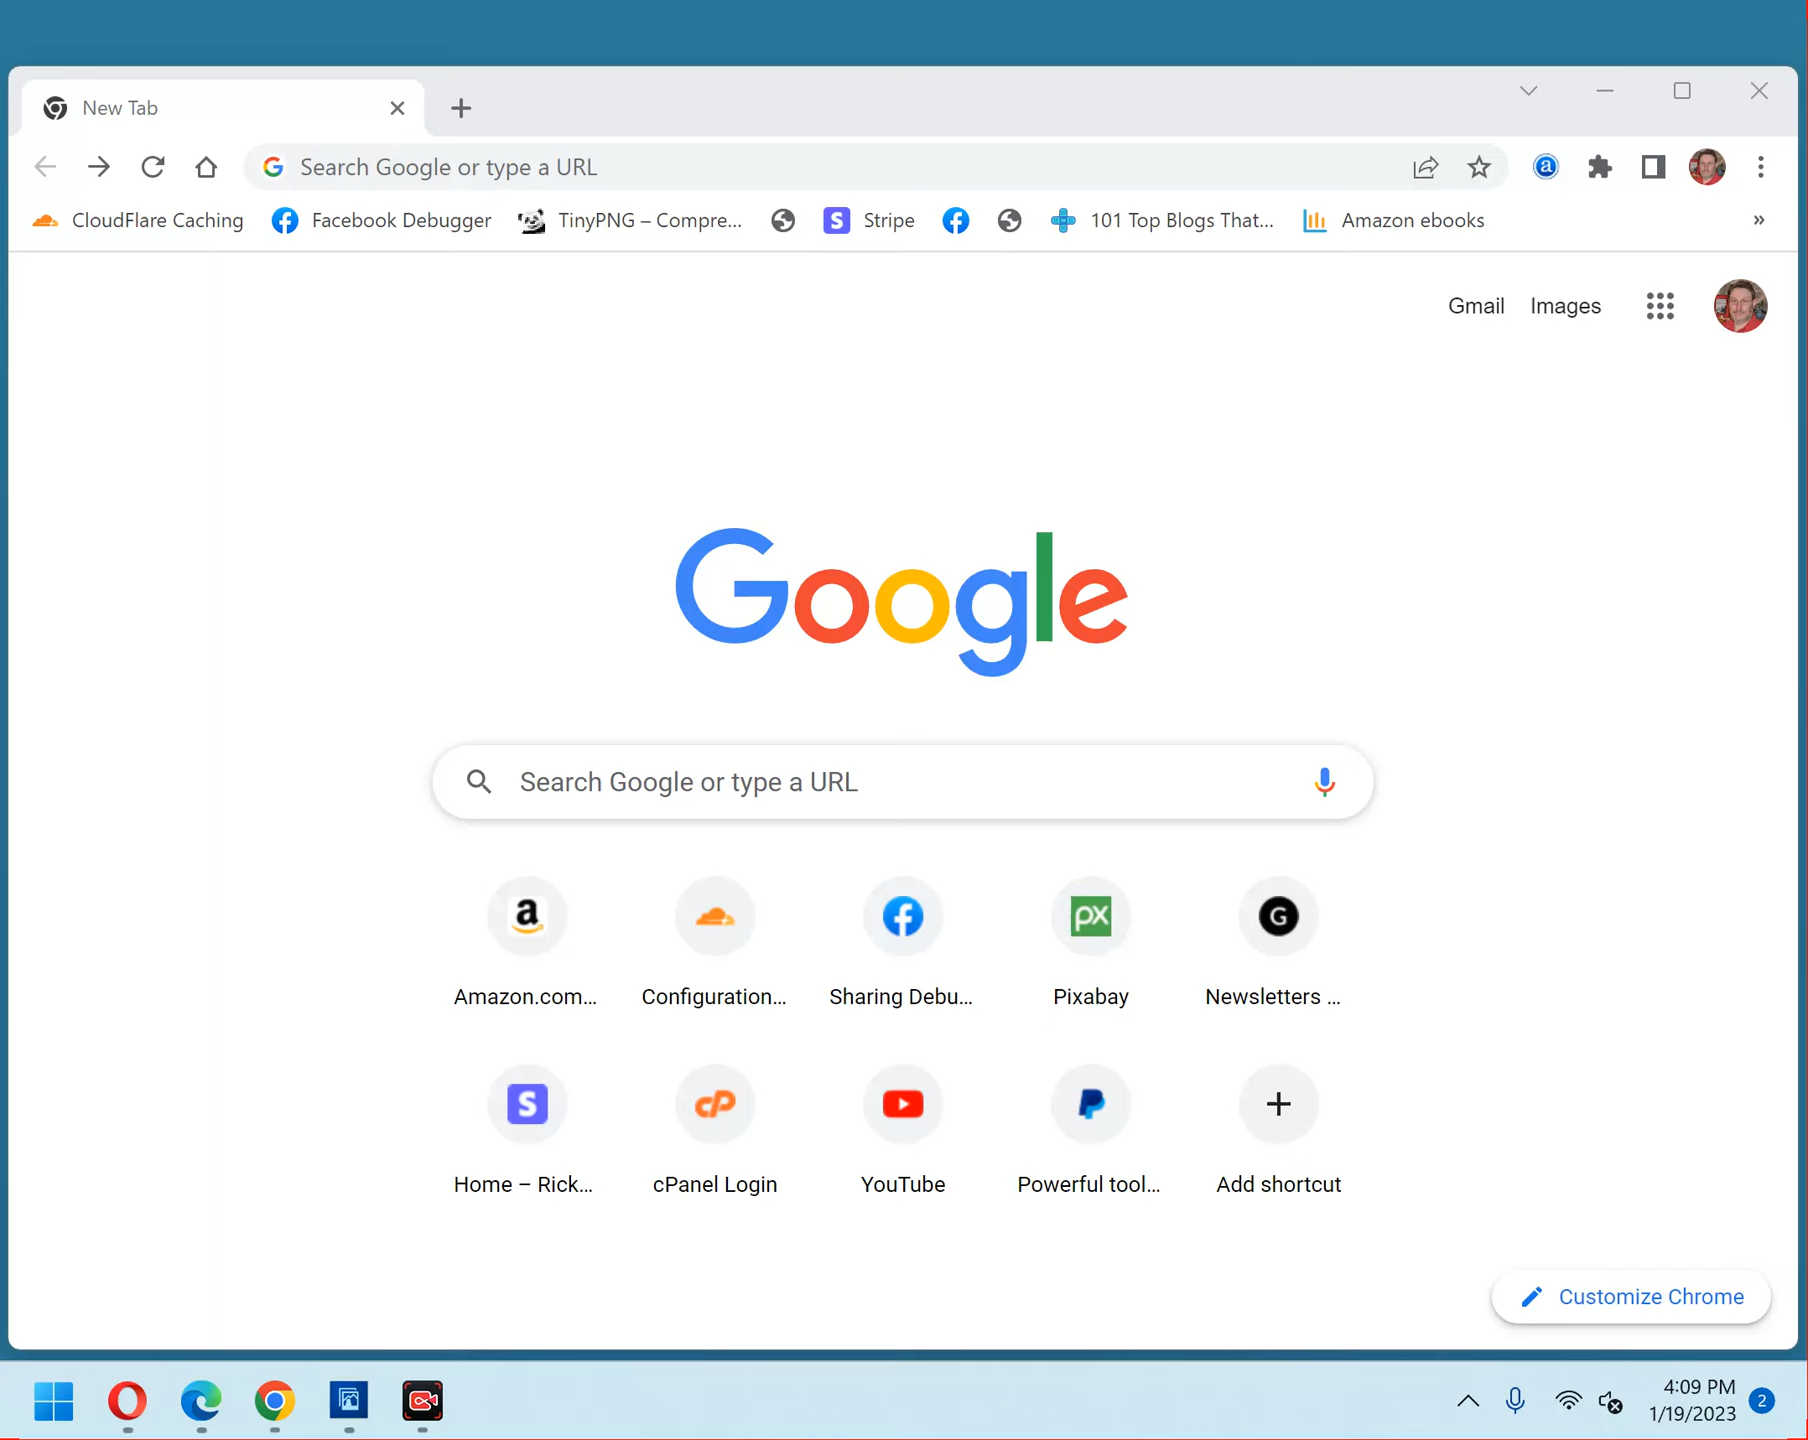 New Tab
Search Google or type a URL
CloudFlare Caching Facebook Debugger TinyPNG – Compre... Stripe 101 Top Blogs That... Amazon ebooks »
Gmail Images
Google
Search Google or type a URL
Amazon.com... Configuration... Sharing Debu... Pixabay Newsletters ...
Home – Rick... cPanel Login YouTube Powerful tool... Add shortcut
Customize Chrome
4:09 PM
1/19/2023
2